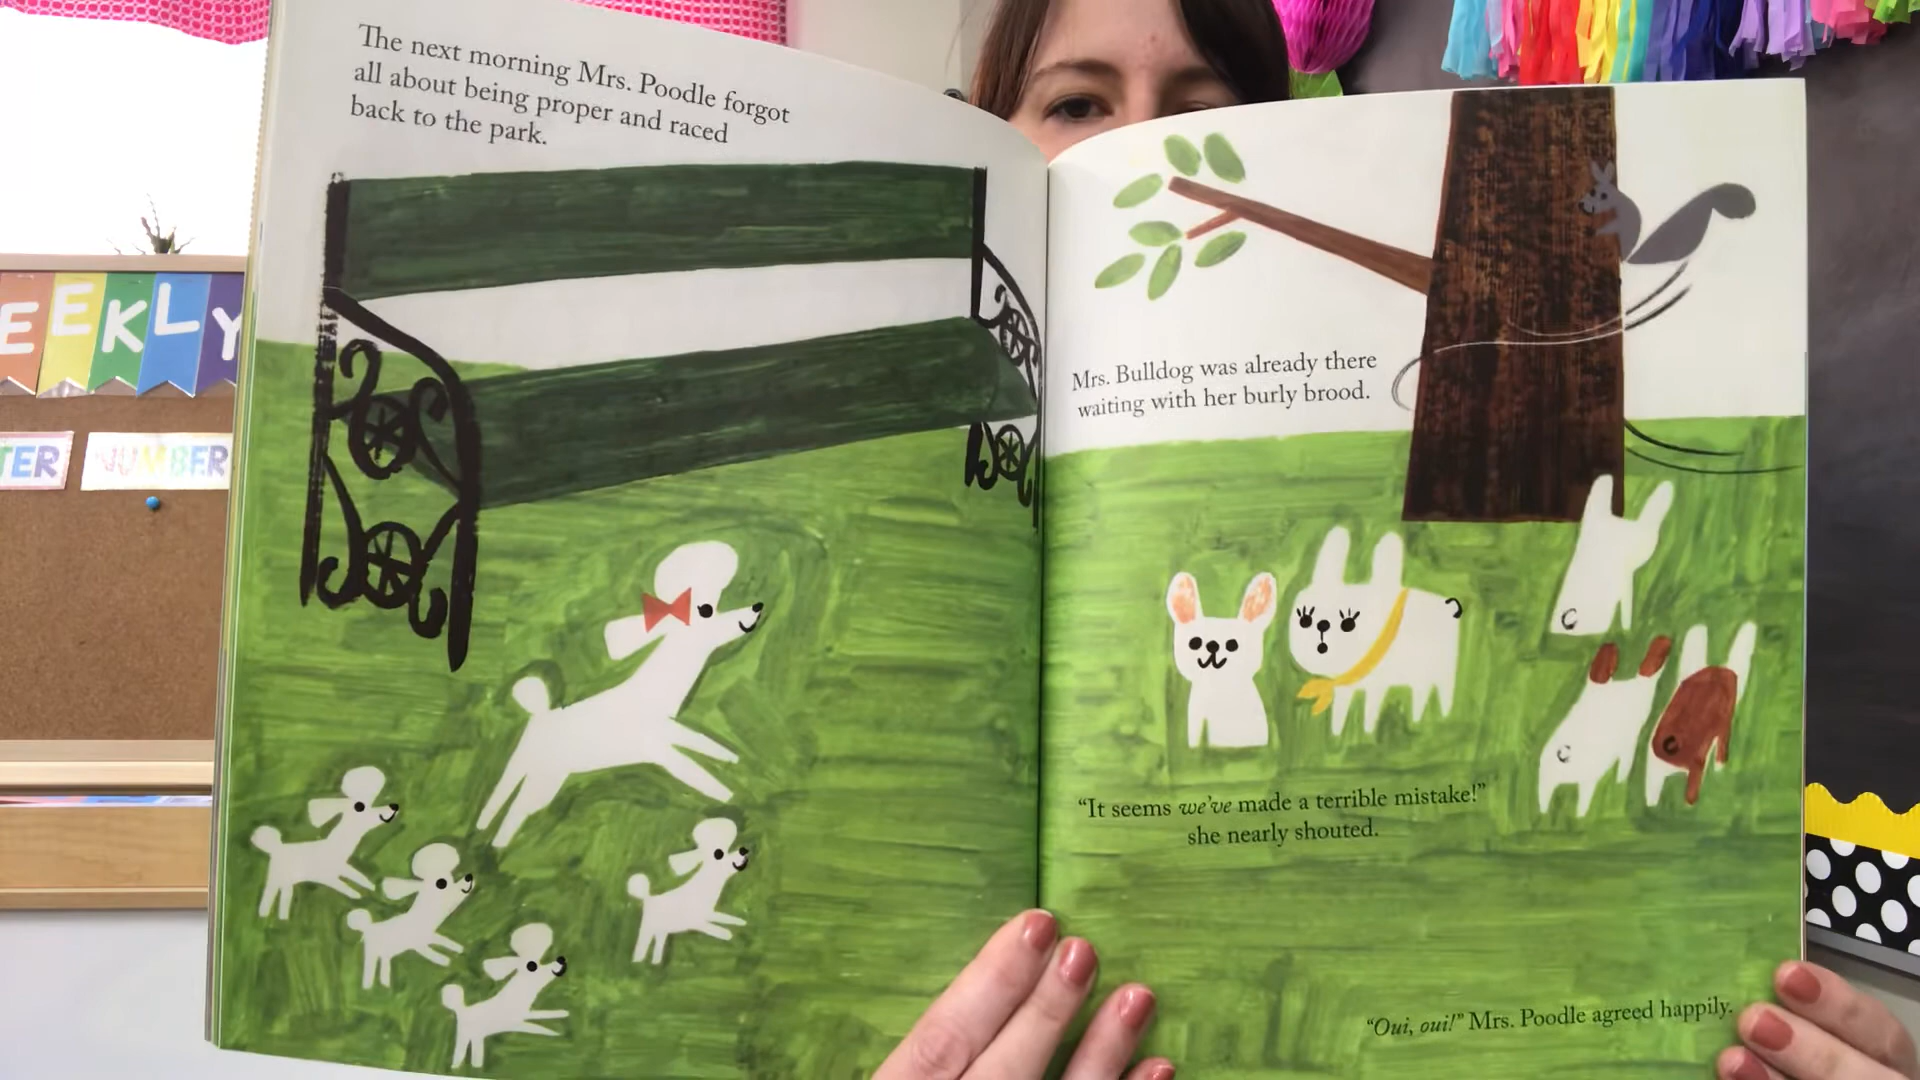 The next morning Mrs. Poodle forgot
all about being proper and raced
back to the park.
Mrs. Bulldog was already there
waiting with her burly brood.
"It seems we've made a terrible mistake!"
she nearly shouted.
"Oui, oui!" Mrs. Poodle agreed happily.
EEKLY
TER
NUMBER